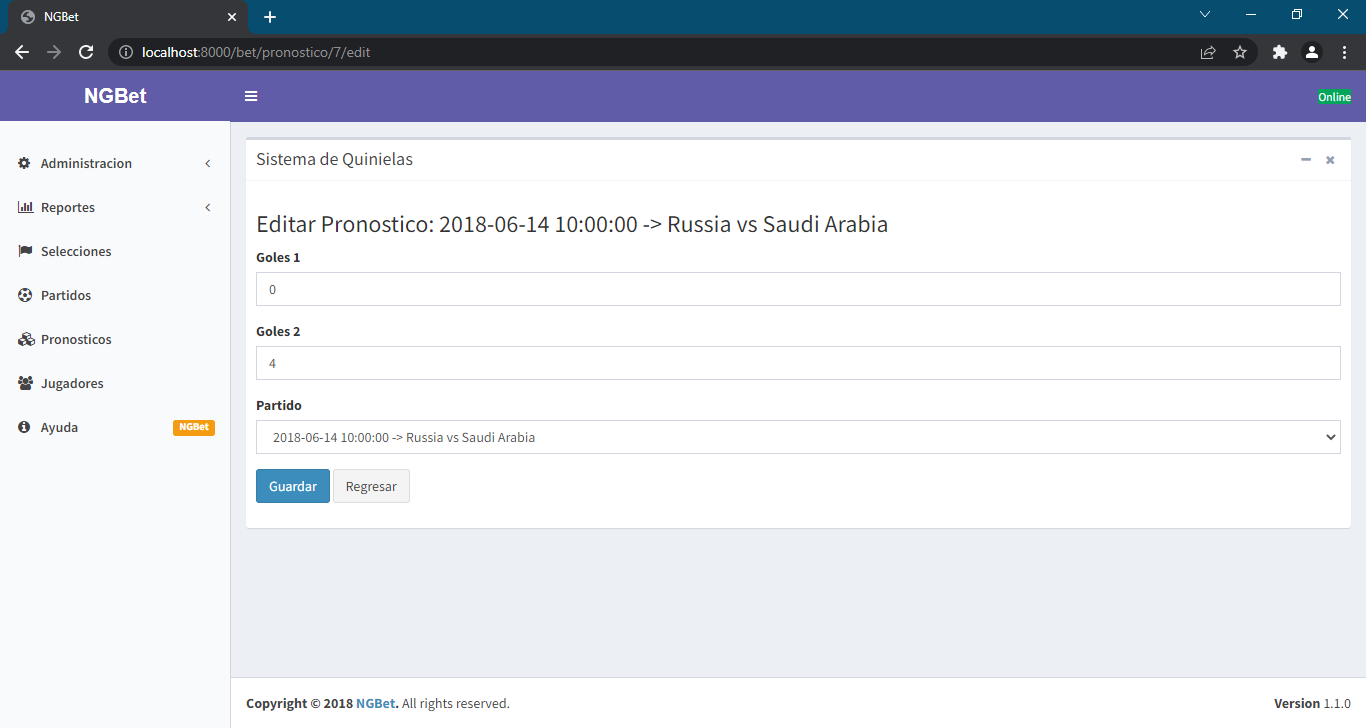 NGBet
localhost:8000/bet/pronostico/7/edit
NGBet
Online
Administracion
Reportes
Selecciones
Partidos
Pronosticos
Jugadores
Ayuda NGBet
Sistema de Quinielas
Editar Pronostico: 2018-06-14 10:00:00 -> Russia vs Saudi Arabia
Goles 1
0
Goles 2
4
Partido
2018-06-14 10:00:00 -> Russia vs Saudi Arabia
Guardar Regresar
Copyright © 2018 NGBet. All rights reserved. Version 1.1.0